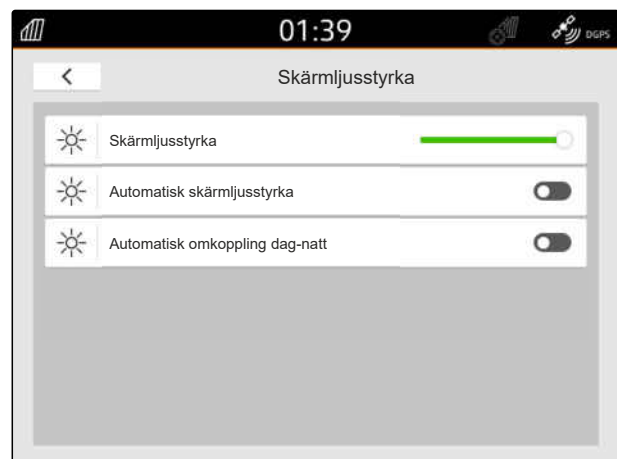 01:39
DGPS
Skärmljusstyrka
Skärmljusstyrka
Automatisk skärmljusstyrka
Automatisk omkoppling dag-natt